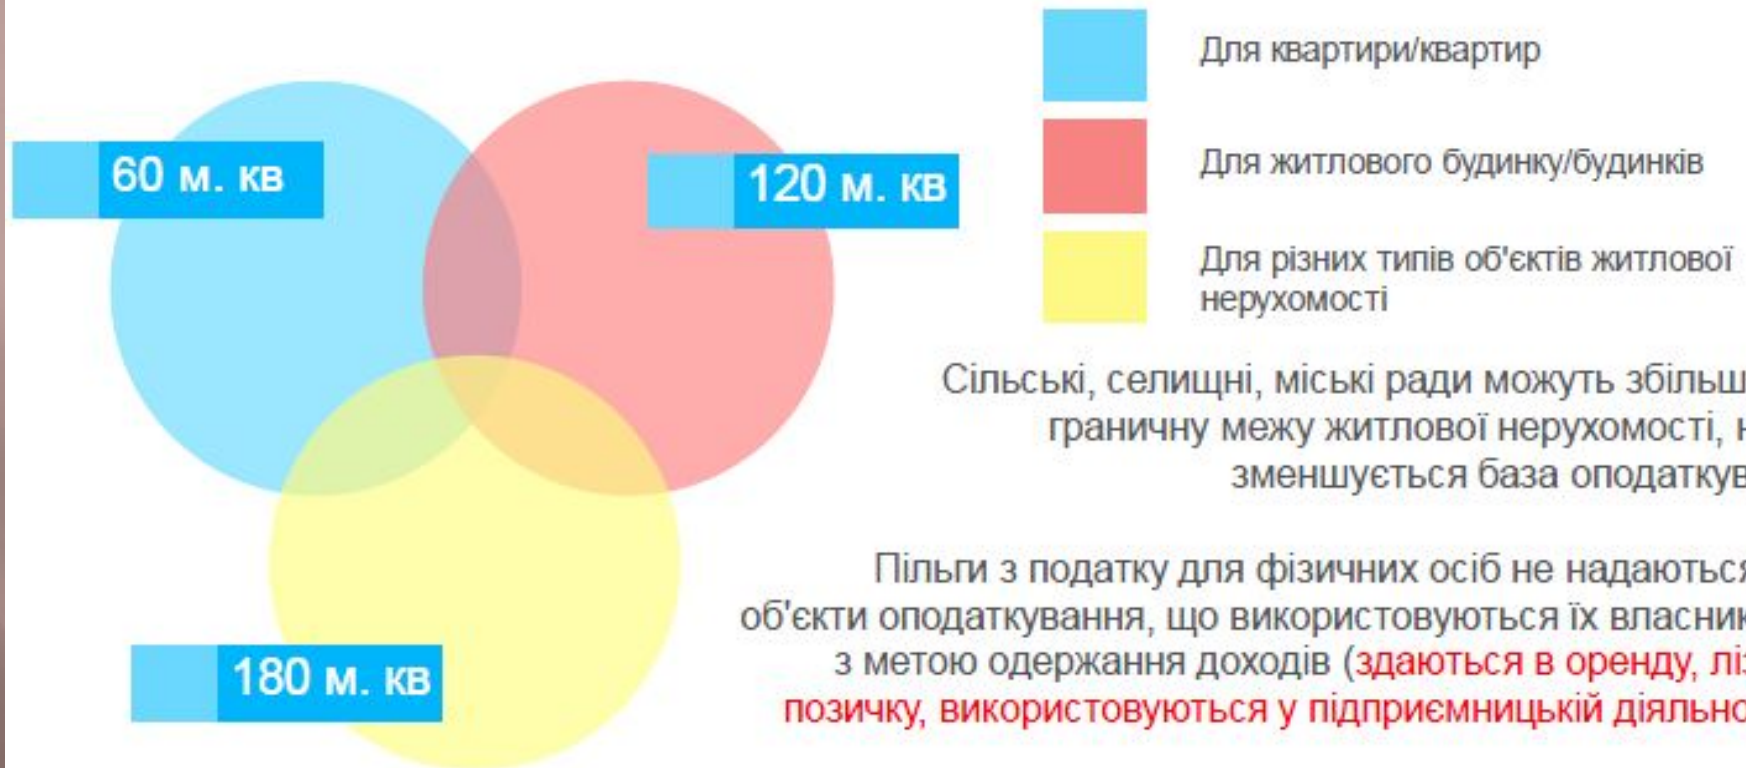 60 м. кв
120 м. кв
180 м. кв
Для квартири/квартир
Для житлового будинку/будинків
Для різних типів об'єктів житлової
нерухомості
Сільські, селищні, міські ради можуть
граничну межу житлової нерухомості,
зменшується база
Пільги з податку для фізичних осіб не надаються
об'єкти оподаткування, що використовуються їх
з метою одержання доходів (здаються в оренду,
позичку, використовуються у підприємницькій